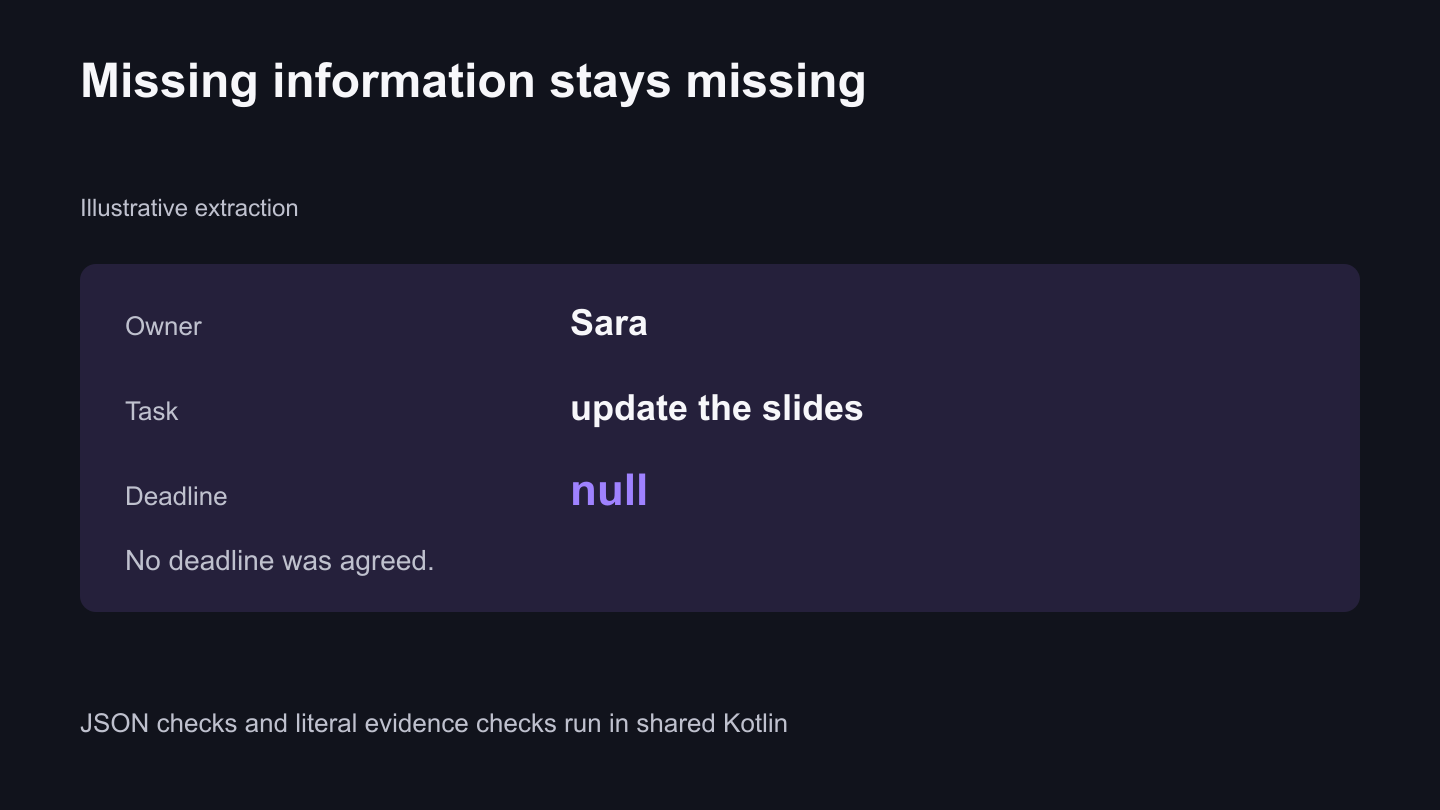 Missing information stays missing
Illustrative extraction
Owner Sara
Task update the slides
Deadline null
No deadline was agreed.
JSON checks and literal evidence checks run in shared Kotlin